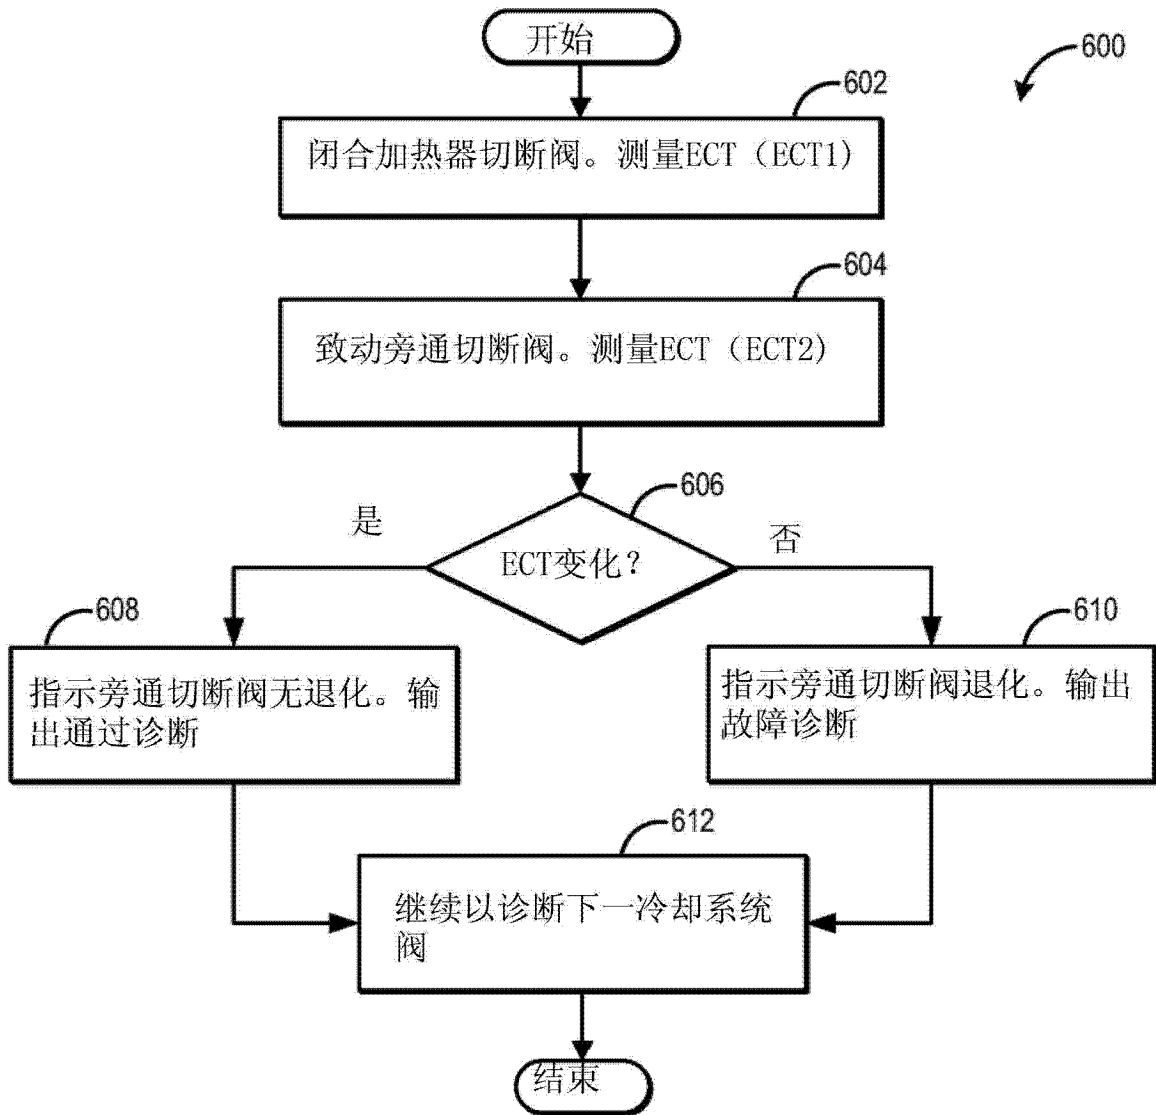 开始
600
602
闭合加热器切断阀。测量ECT（ECT1）
604
致动旁通切断阀。测量ECT（ECT2）
606
是
否
ECT变化？
608
610
指示旁通切断阀无退化。输
出通过诊断
指示旁通切断阀退化。输出
故障诊断
612
继续以诊断下一冷却系统
阀
结束